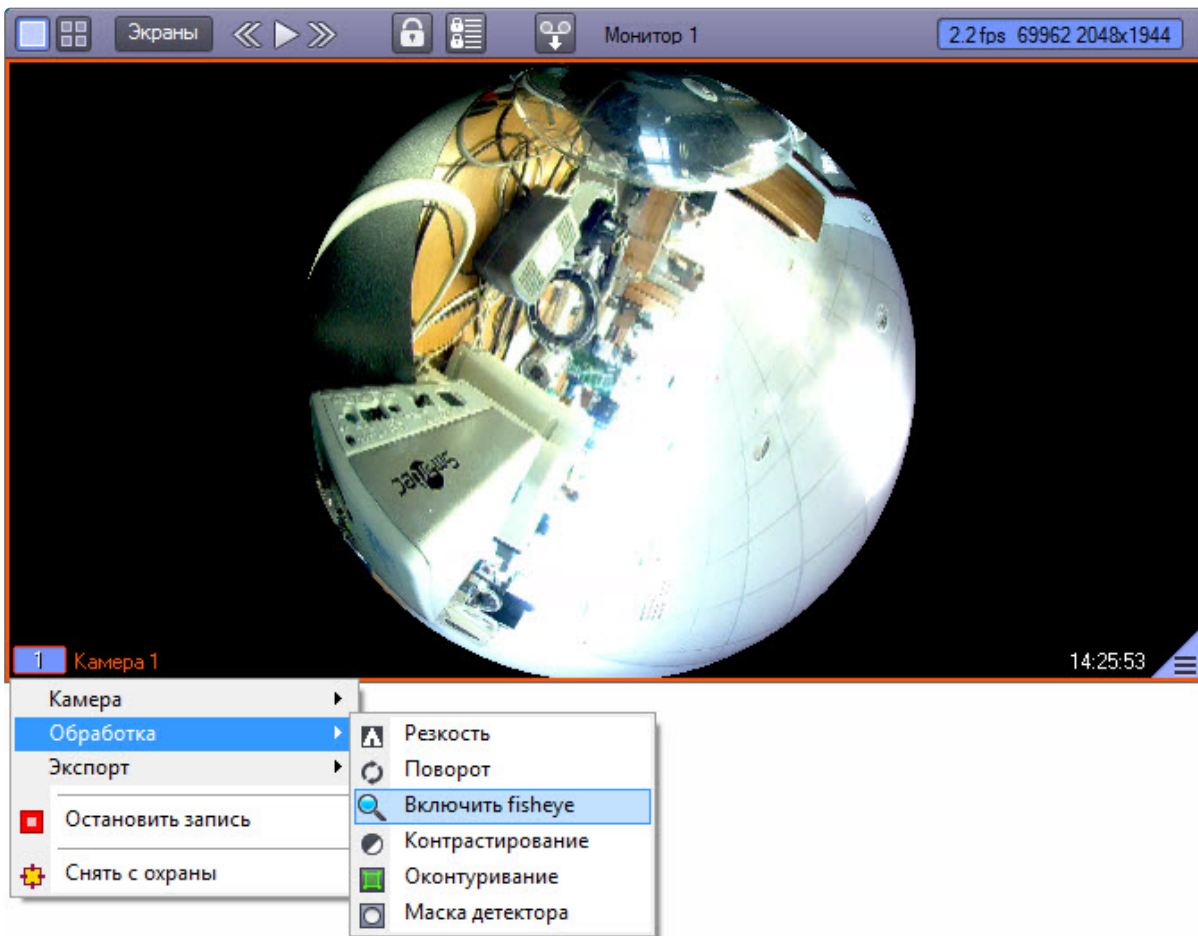 Экраны
Монитор 1
2.2 fps 69962 2048x1944
1 Камера 1
14:25:53
Камера
Обработка
Экспорт
Остановить запись
Снять с охраны
Резкость
Поворот
Включить fisheye
Контрастирование
Оконтуривание
Маска детектора